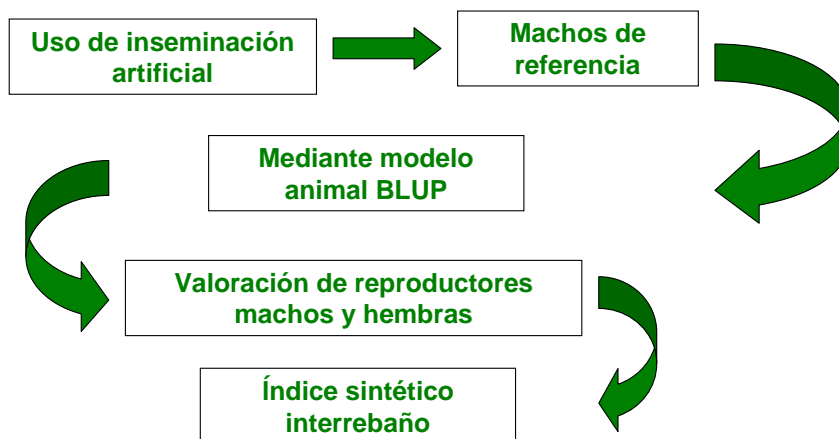 Uso de inseminación
artificial
Machos de
referencia
Mediante modelo
animal BLUP
Valoración de reproductores
machos y hembras
Índice sintético
interrebaño